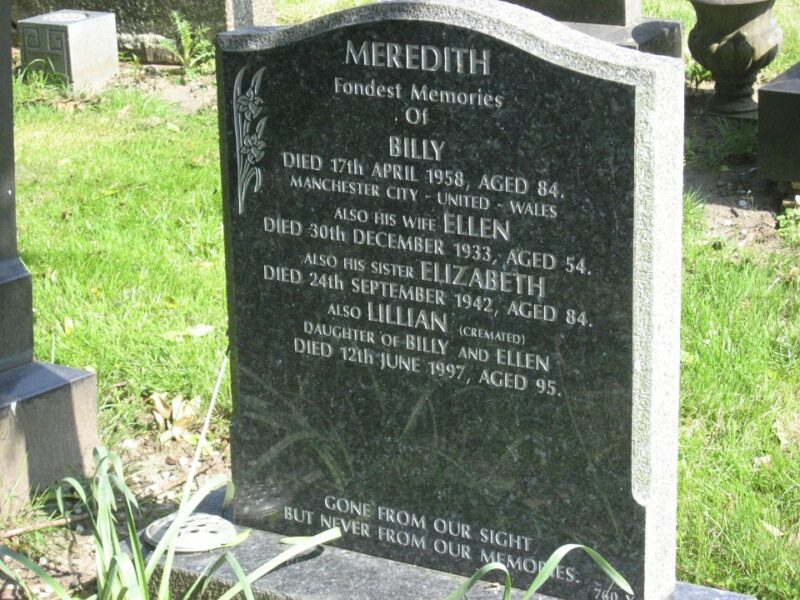 MEREDITH
Fondest Memories
Of
BILLY
DIED 17th APRIL 1958, AGED 84.
MANCHESTER CITY - UNITED - WALES
ALSO HIS WIFE ELLEN
DIED 30th DECEMBER 1933, AGED 54.
ALSO HIS SISTER ELIZABETH
DIED 24th SEPTEMBER 1942, AGED 84.
ALSO LILLIAN (CREMATED)
DAUGHTER OF BILLY AND ELLEN
DIED 12th JUNE 1997, AGED 95.
GONE FROM OUR SIGHT
BUT NEVER FROM OUR MEMORIES.